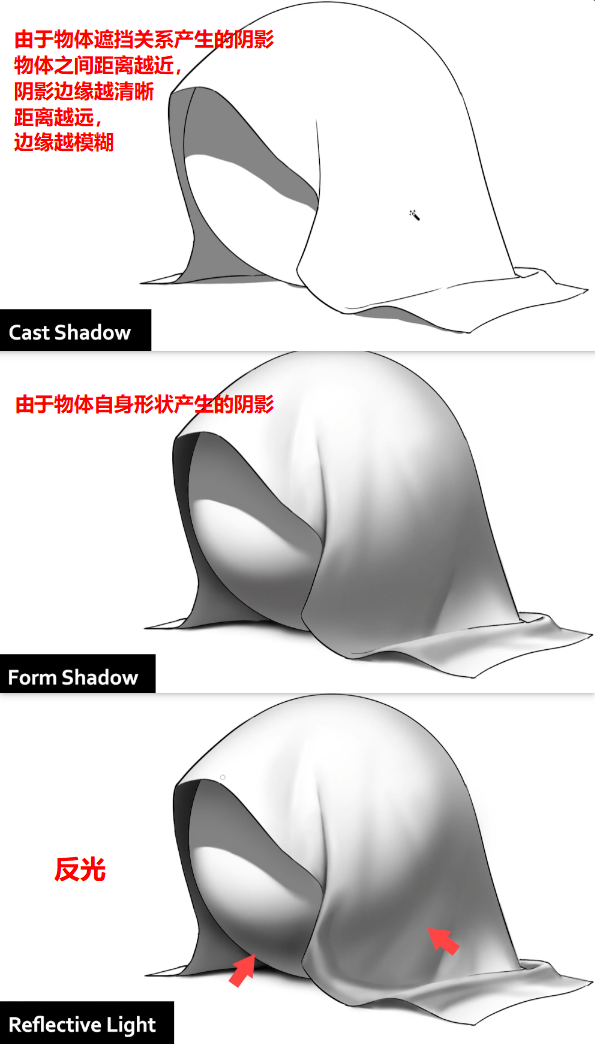 由于物体遮挡关系产生的阴影
物体之间距离越近，
阴影边缘越清晰
距离越远，
边缘越模糊
Cast Shadow
由于物体自身形状产生的阴影
Form Shadow
反光
Reflective Light